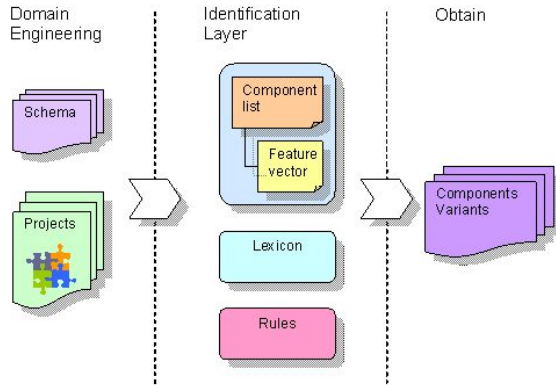 Domain
Engineering
Identification
Layer
Obtain
Schema
Projects
Component
list
Feature
vector
Lexicon
Rules
Components
Variants